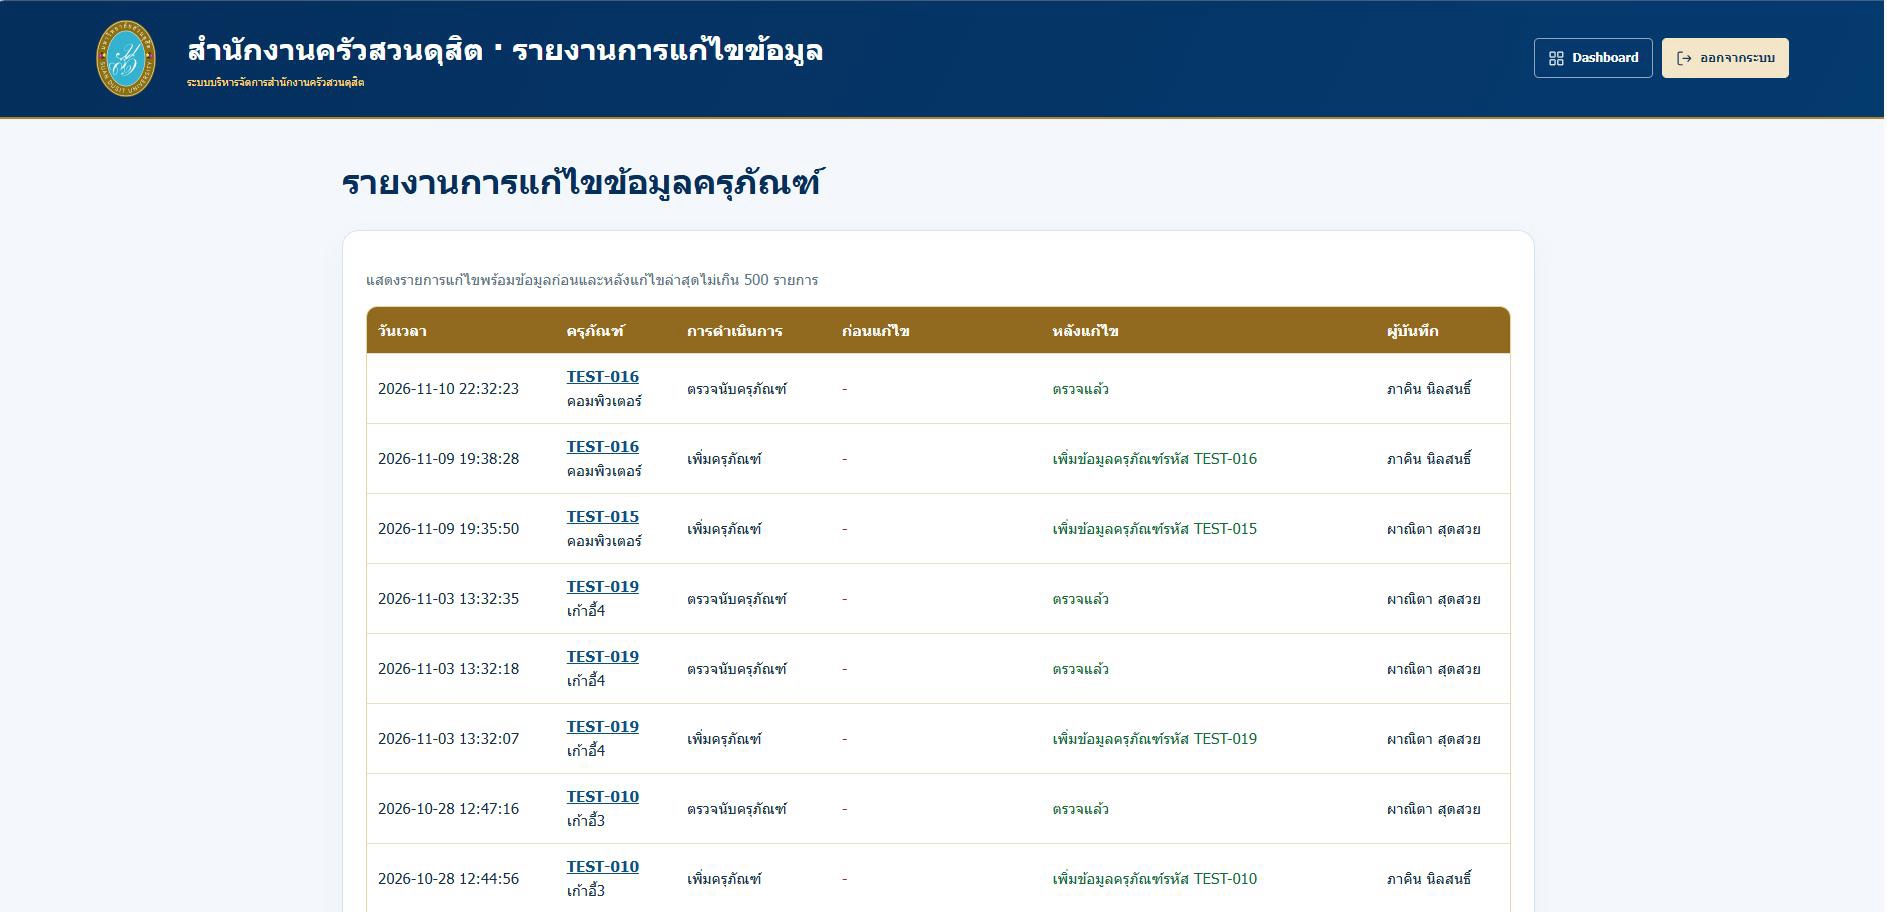 สำนักงานครัวสวนดุสิต · รายงานการแก้ไขข้อมูล
ระบบบริหารจัดการสำนักงานครัวสวนดุสิต
Dashboard
ออกจากระบบ
รายงานการแก้ไขข้อมูลครุภัณฑ์
แสดงรายการแก้ไขพร้อมข้อมูลก่อนและหลังแก้ไขล่าสุดไม่เกิน 500 รายการ
วันเวลา ครุภัณฑ์ การดำเนินการ ก่อนแก้ไข หลังแก้ไข ผู้บันทึก
2026-11-10 22:32:23 TEST-016 ตรวจนับครุภัณฑ์ - ตรวจแล้ว ภาคิน นิลสนธิ์
คอมพิวเตอร์
2026-11-09 19:38:28 TEST-016 เพิ่มครุภัณฑ์ - เพิ่มข้อมูลครุภัณฑ์รหัส TEST-016 ภาคิน นิลสนธิ์
คอมพิวเตอร์
2026-11-09 19:35:50 TEST-015 เพิ่มครุภัณฑ์ - เพิ่มข้อมูลครุภัณฑ์รหัส TEST-015 ผาณิตา สุดสวย
คอมพิวเตอร์
2026-11-03 13:32:35 TEST-019 ตรวจนับครุภัณฑ์ - ตรวจแล้ว ผาณิตา สุดสวย
เก้าอี้4
2026-11-03 13:32:18 TEST-019 ตรวจนับครุภัณฑ์ - ตรวจแล้ว ผาณิตา สุดสวย
เก้าอี้4
2026-11-03 13:32:07 TEST-019 เพิ่มครุภัณฑ์ - เพิ่มข้อมูลครุภัณฑ์รหัส TEST-019 ผาณิตา สุดสวย
เก้าอี้4
2026-10-28 12:47:16 TEST-010 ตรวจนับครุภัณฑ์ - ตรวจแล้ว ผาณิตา สุดสวย
เก้าอี้3
2026-10-28 12:44:56 TEST-010 เพิ่มครุภัณฑ์ - เพิ่มข้อมูลครุภัณฑ์รหัส TEST-010 ภาคิน นิลสนธิ์
เก้าอี้3